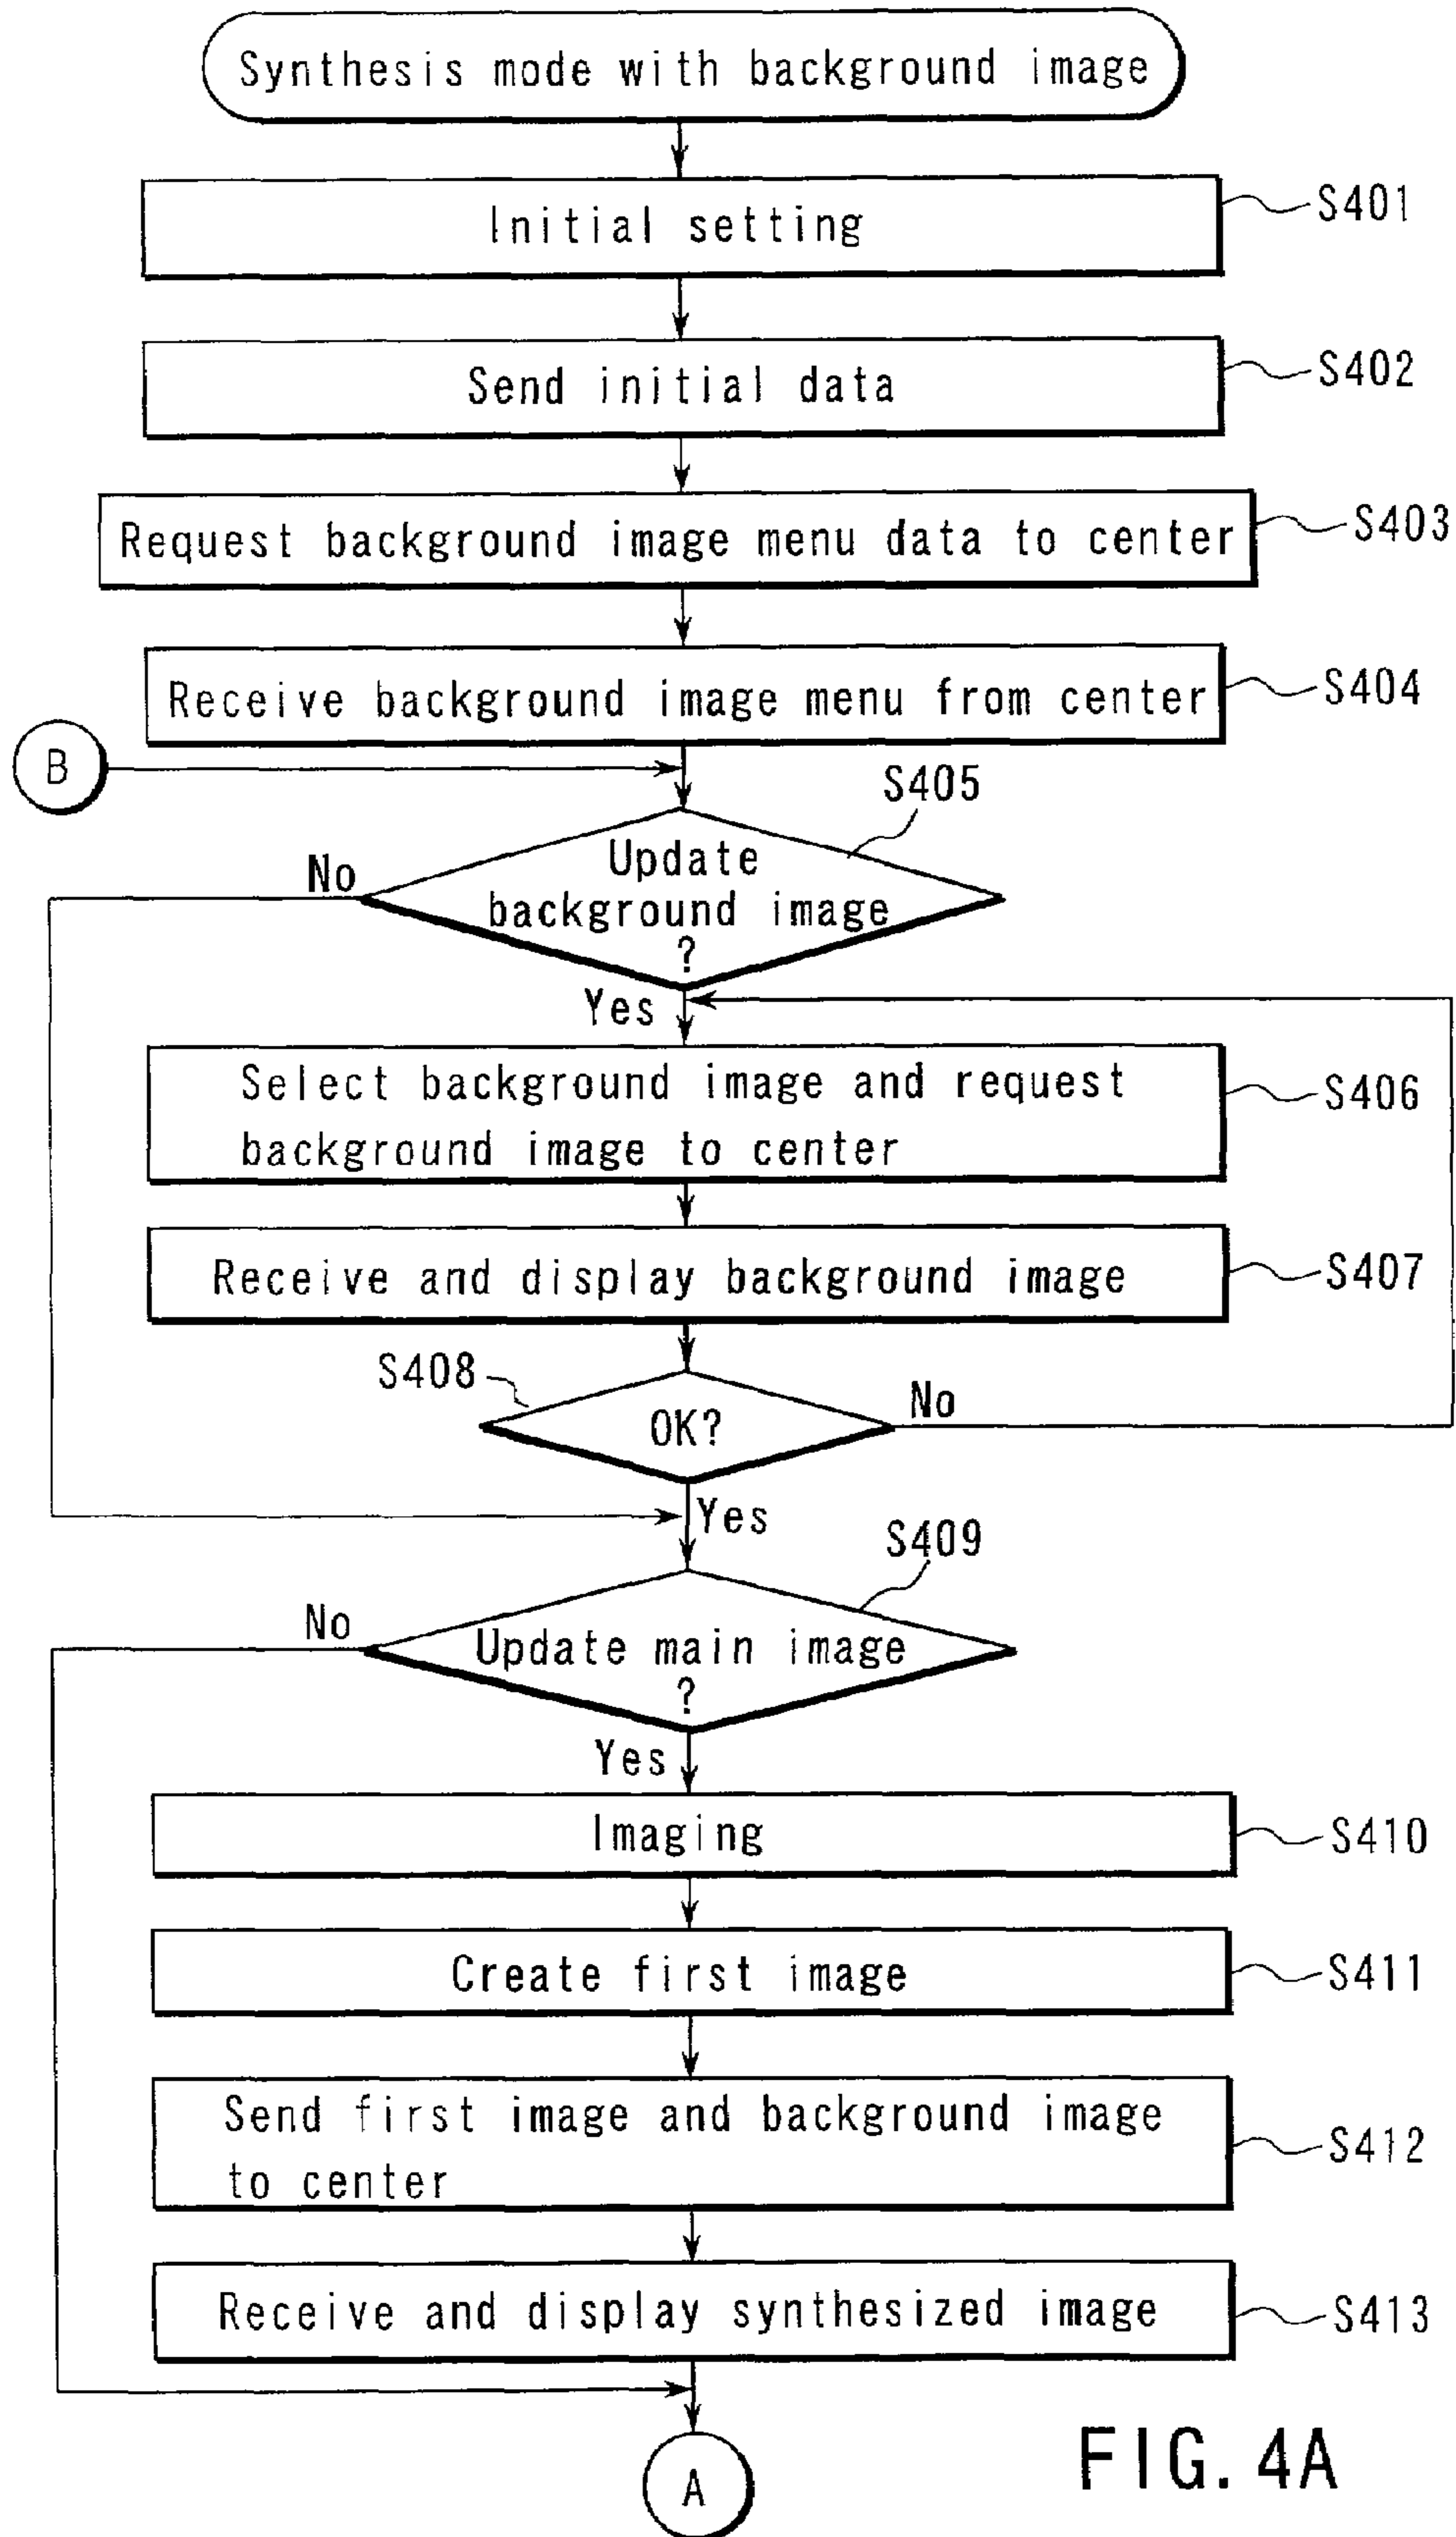 Synthesis mode with background image
Initial setting
S401
Send initial data
S402
Request background image menu data to center
S403
Receive background image menu from center
S404
B
S405
Update
background image
?
No
Yes
Select background image and request
background image to center
S406
Receive and display background image
S407
S408
OK?
No
Yes
S409
Update main image
?
No
Yes
Imaging
S410
Create first image
S411
Send first image and background image
to center
S412
Receive and display synthesized image
S413
A
FIG. 4A